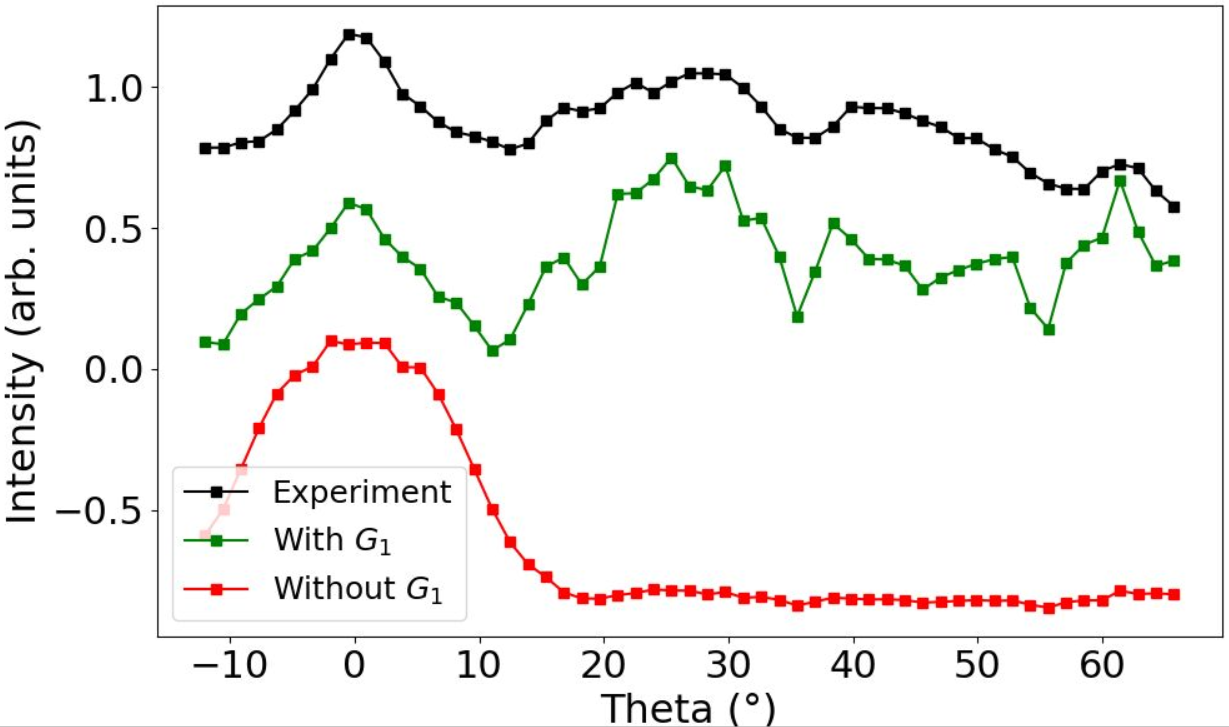 Intensity (arb. units)
1.0
0.5
0.0
−0.5
Experiment
With G₁
Without G₁
−10 0 10 20 30 40 50 60
Theta (°)